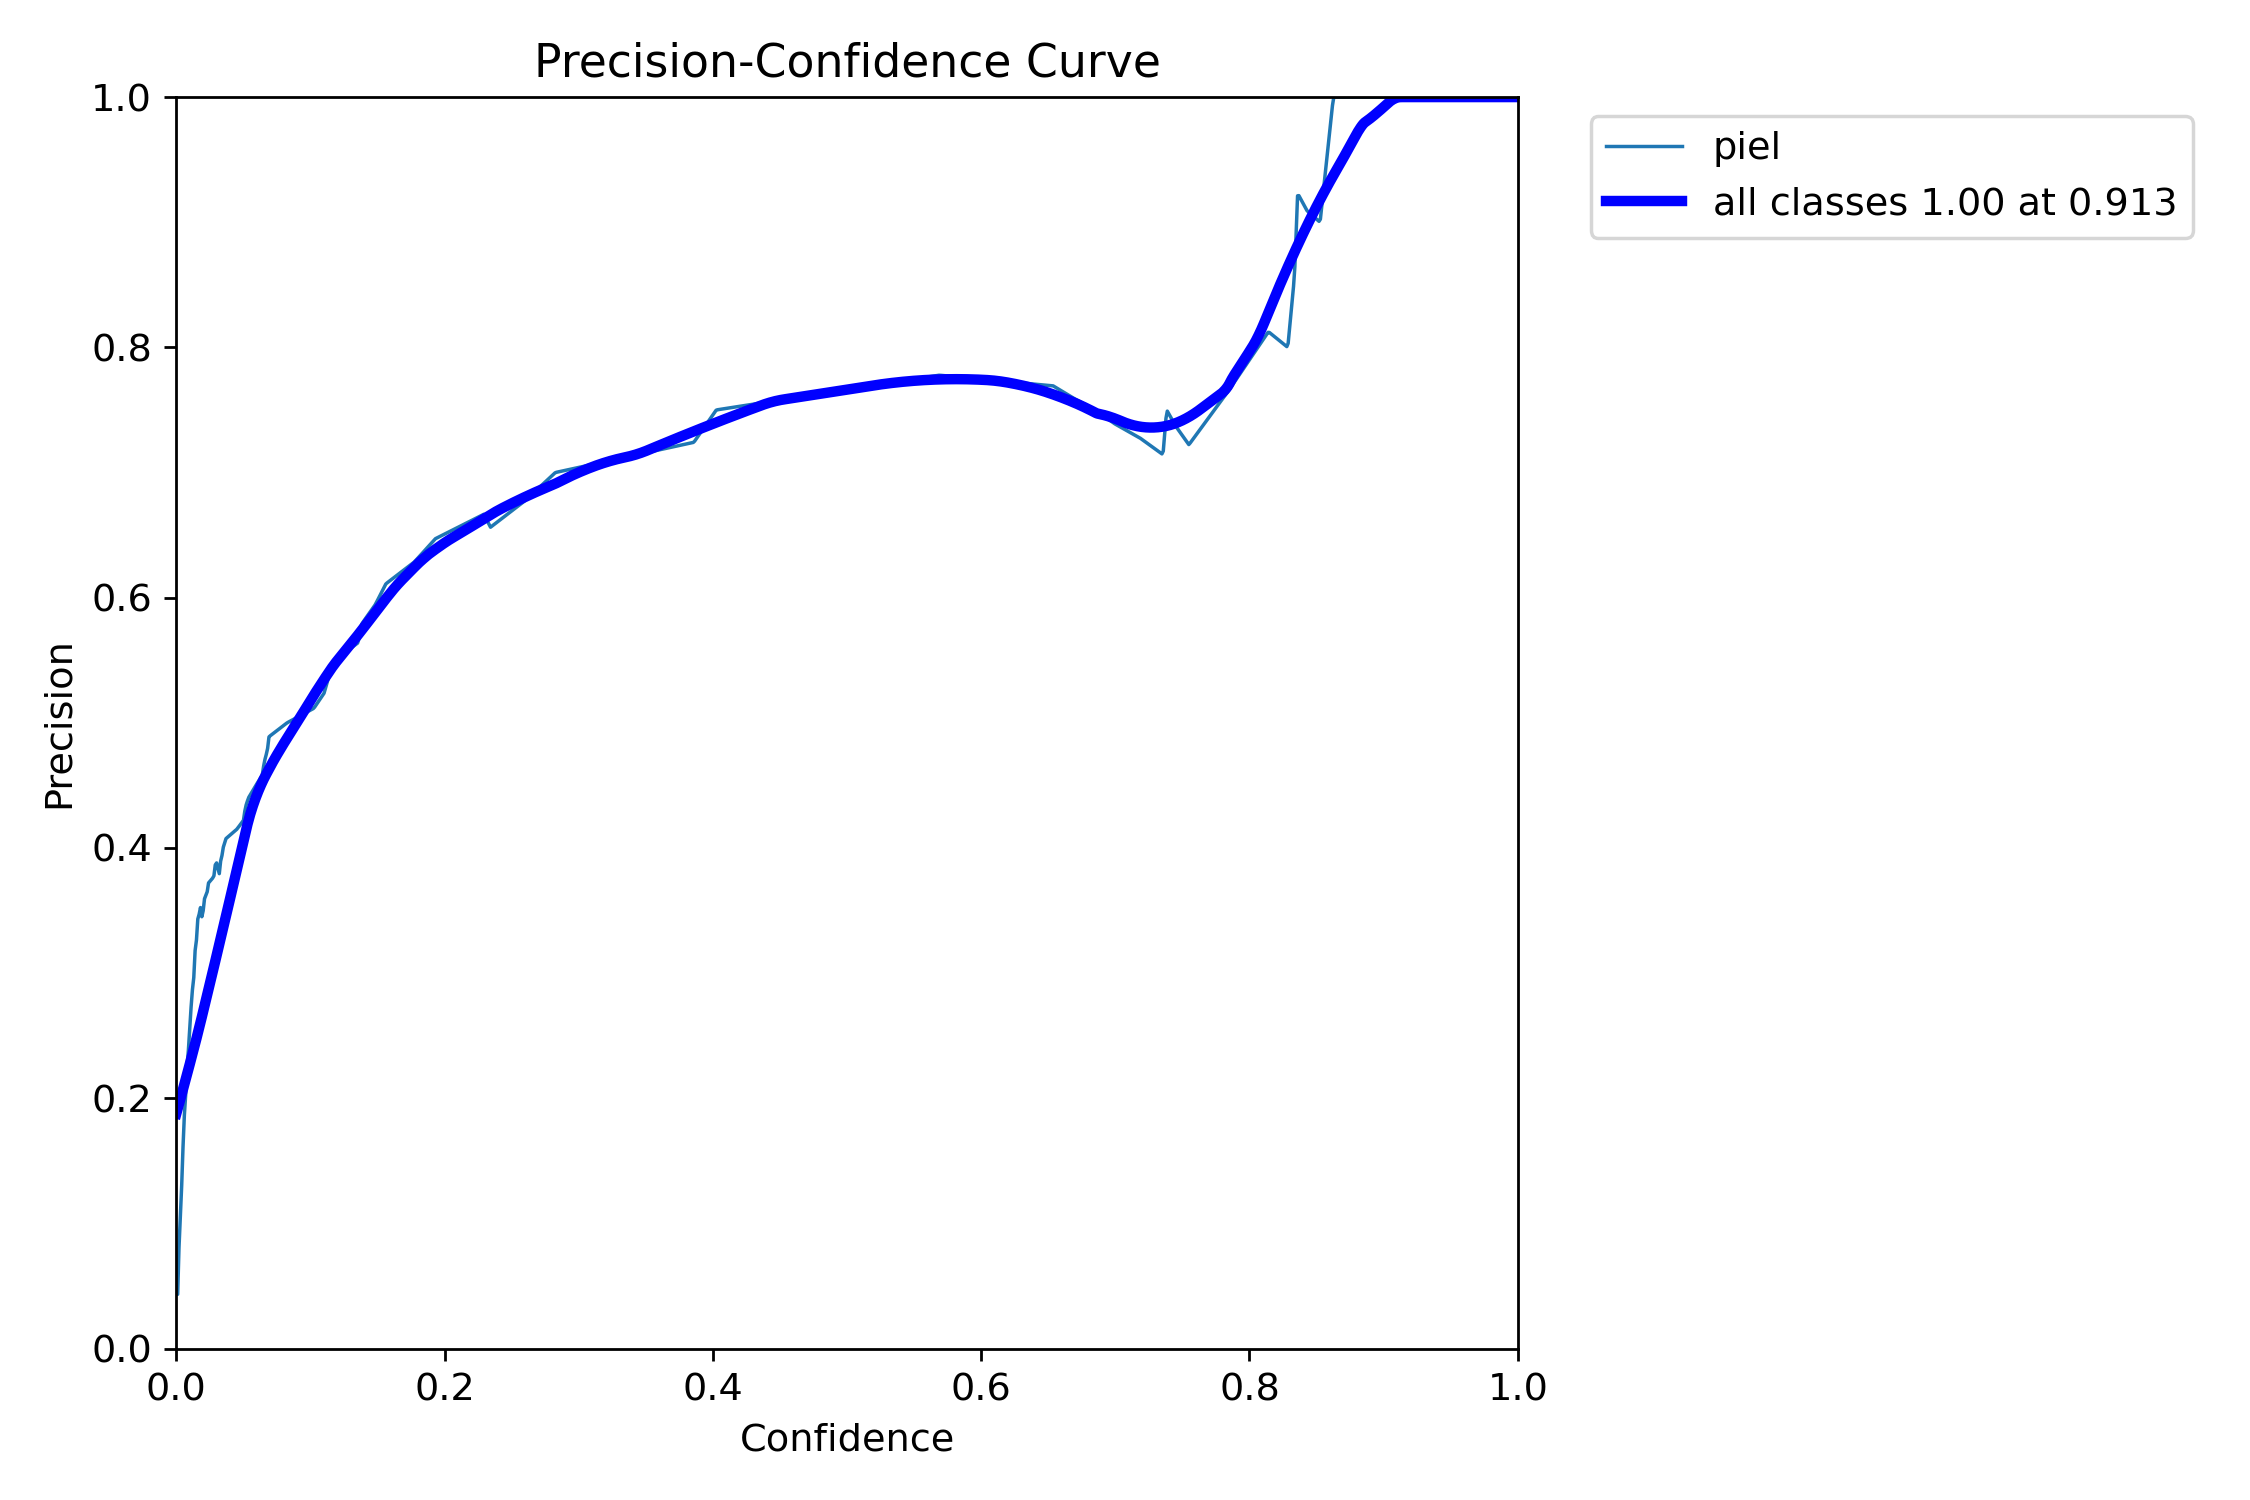 Precision-Confidence Curve
1.0
0.8
0.6
0.4
0.2
0.0
Precision
0.0 0.2 0.4 0.6 0.8 1.0
Confidence
piel
all classes 1.00 at 0.913